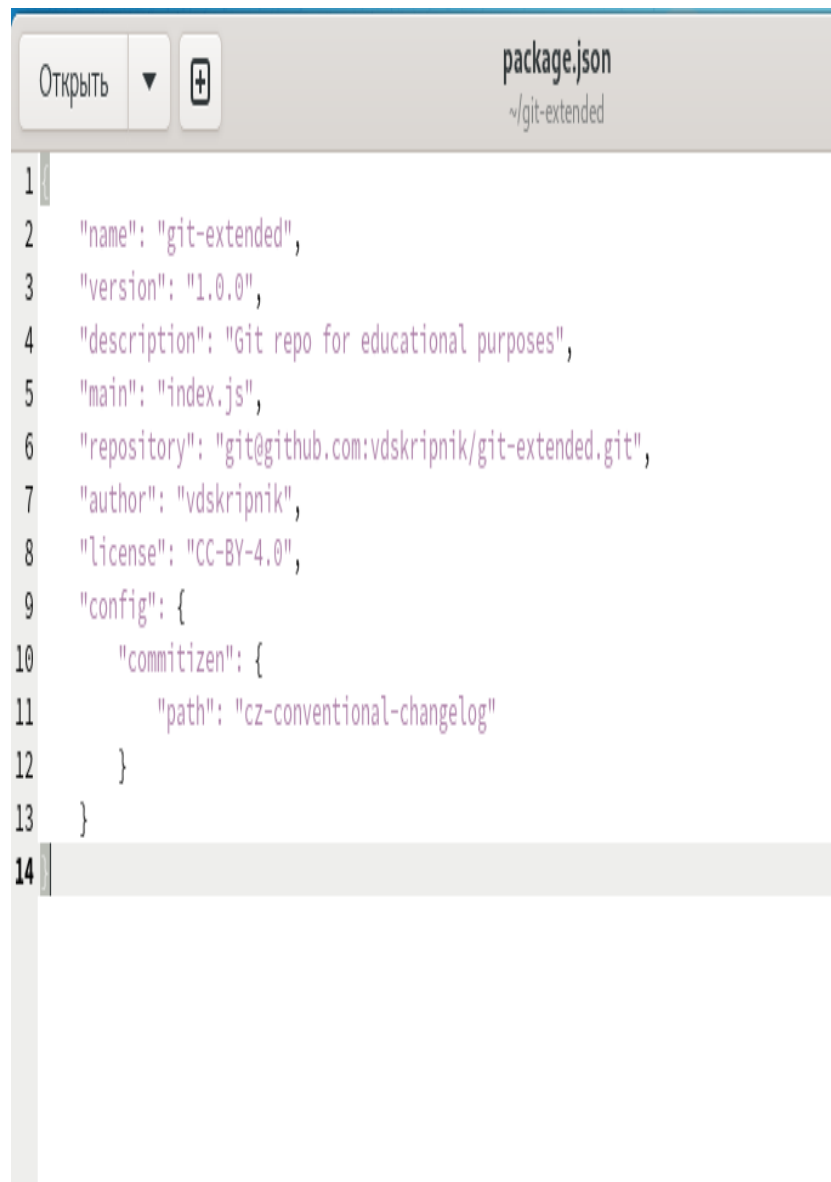 Открыть
package.json
~/git-extended
1 {
2 "name": "git-extended",
3 "version": "1.0.0",
4 "description": "Git repo for educational purposes",
5 "main": "index.js",
6 "repository": "git@github.com:vdskripnik/git-extended.git",
7 "author": "vdskripnik",
8 "license": "CC-BY-4.0",
9 "config": {
10 "commitizen": {
11 "path": "cz-conventional-changelog"
12 }
13 }
14 }